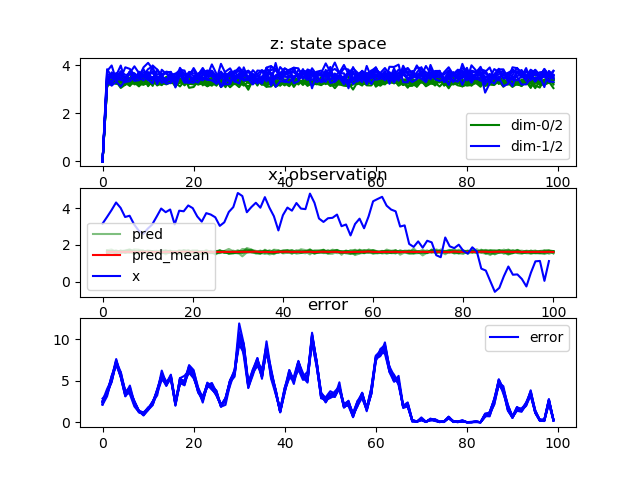 z: state space
4
2
0
dim-0/2
dim-1/2
0 20 40 60 80 100
x: observation
4
2
0
pred
pred_mean
x
0 20 40 60 80 100
error
10
5
0
error
0 20 40 60 80 100